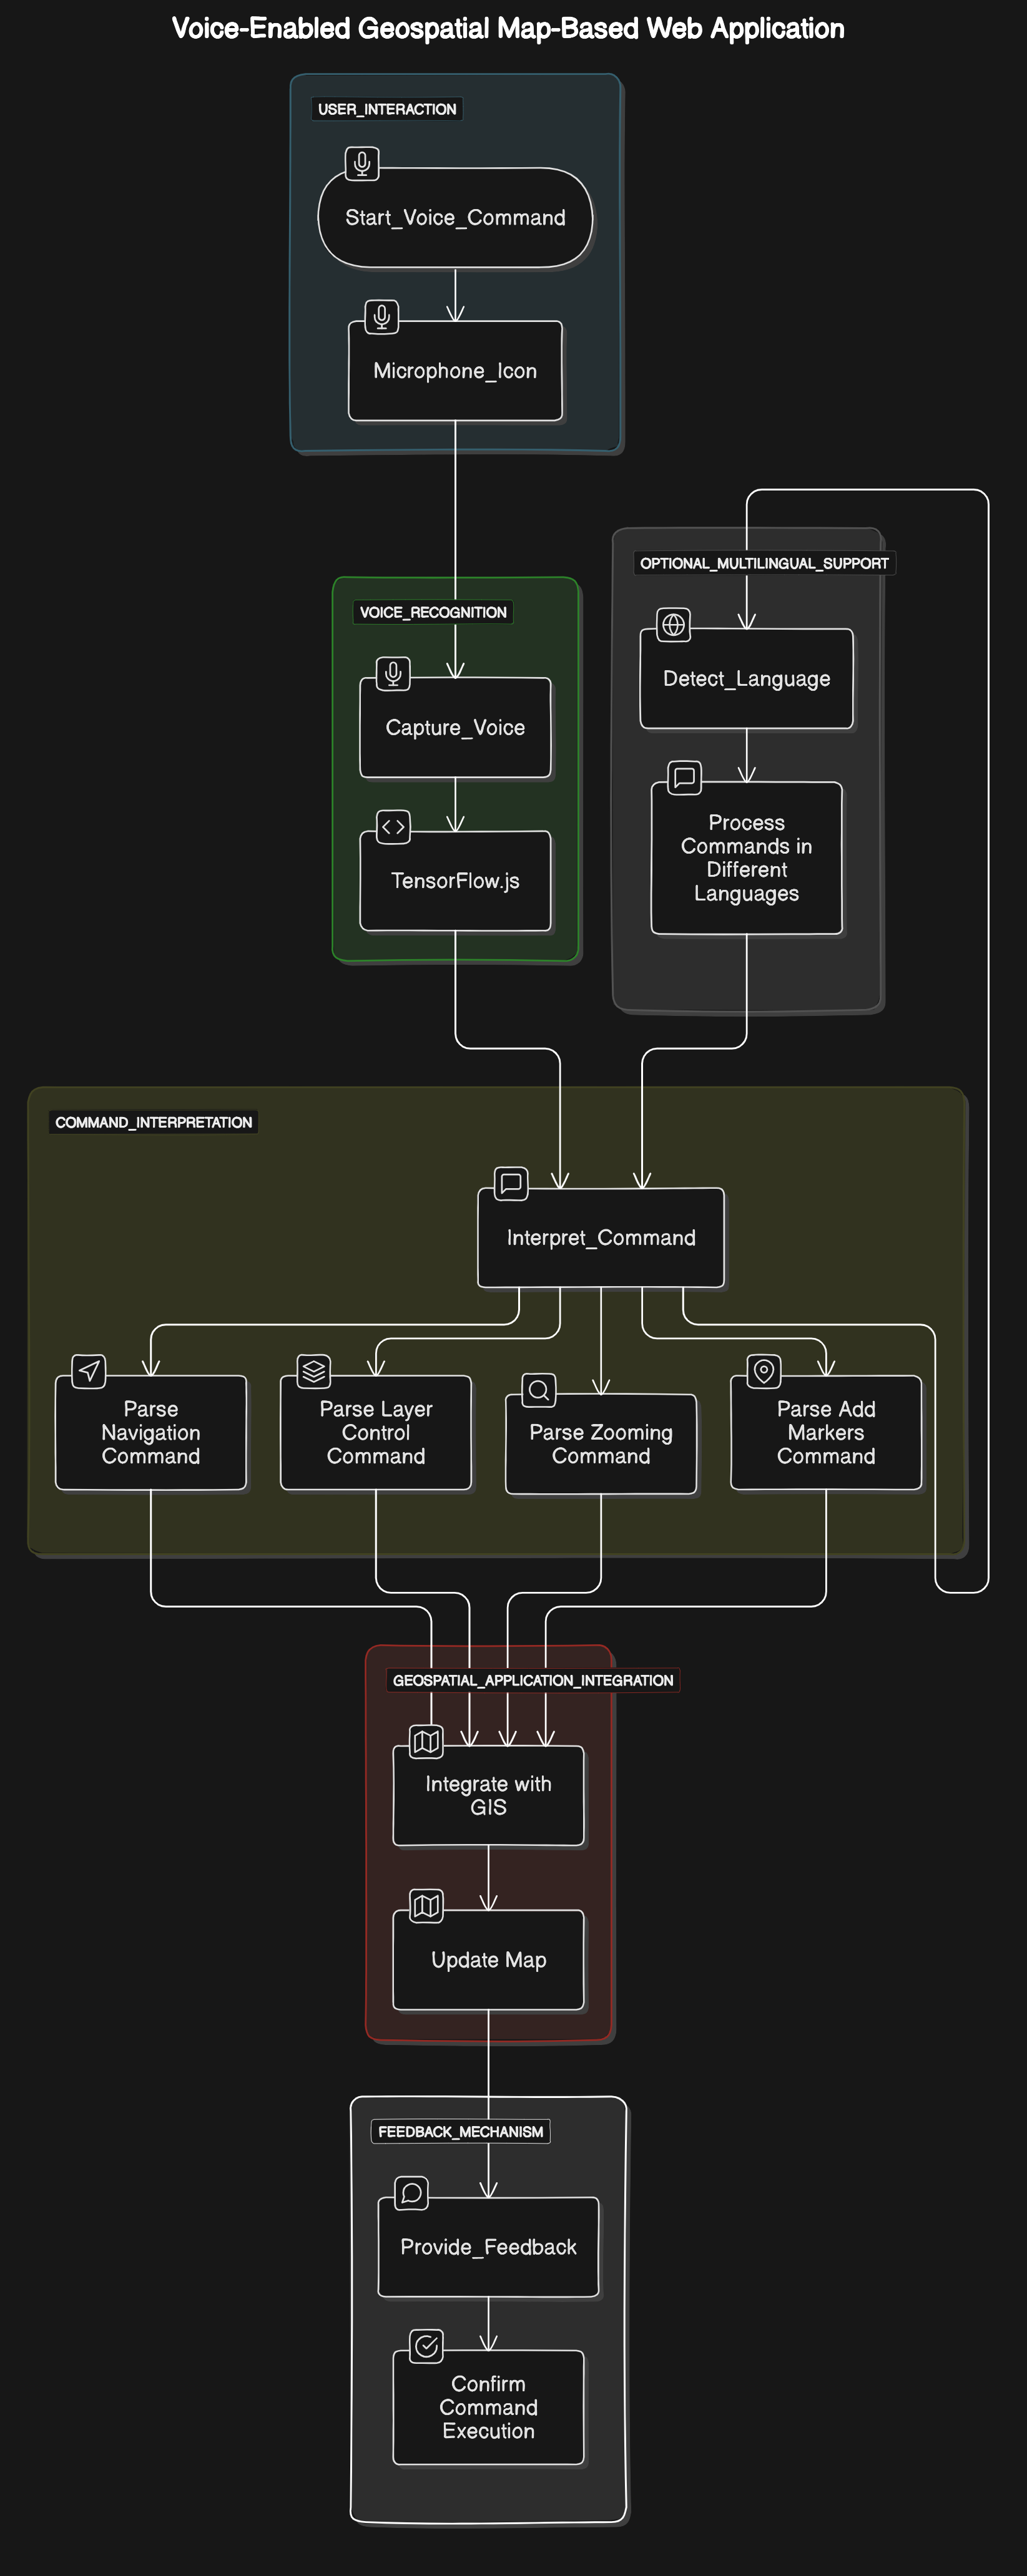 Voice-Enabled Geospatial Map-Based Web Application
USER_INTERACTION
Start_Voice_Command
Microphone_Icon
OPTIONAL_MULTILINGUAL_SUPPORT
VOICE_RECOGNITION
Detect_Language
Capture_Voice
Process
Commands in
Different
Languages
TensorFlow.js
COMMAND_INTERPRETATION
Interpret_Command
Parse
Navigation
Command
Parse Layer
Control
Command
Parse Zooming
Command
Parse Add
Markers
Command
GEOSPATIAL_APPLICATION_INTEGRATION
Integrate with
GIS
Update Map
FEEDBACK_MECHANISM
Provide_Feedback
Confirm
Command
Execution